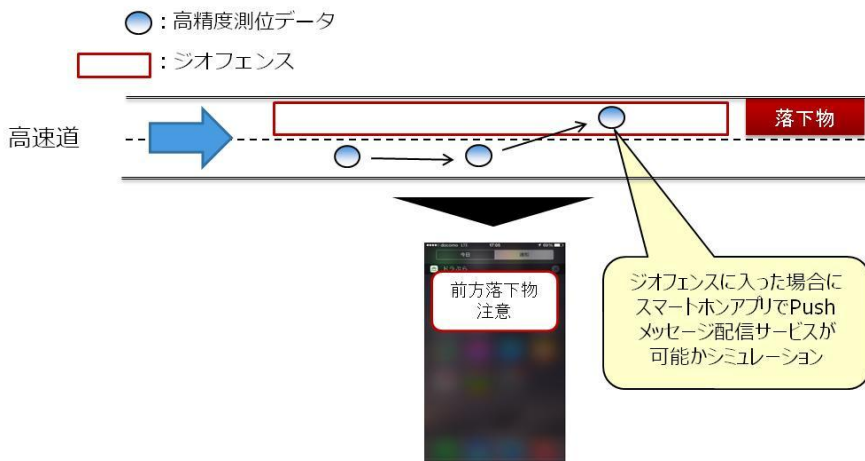 ：高精度測位データ
：ジオフェンス
高速道
落下物
今日
前方落下物
注意
ジオフェンスに入った場合に
スマートホンアプリでPush
メッセージ配信サービスが
可能かシミュレーション